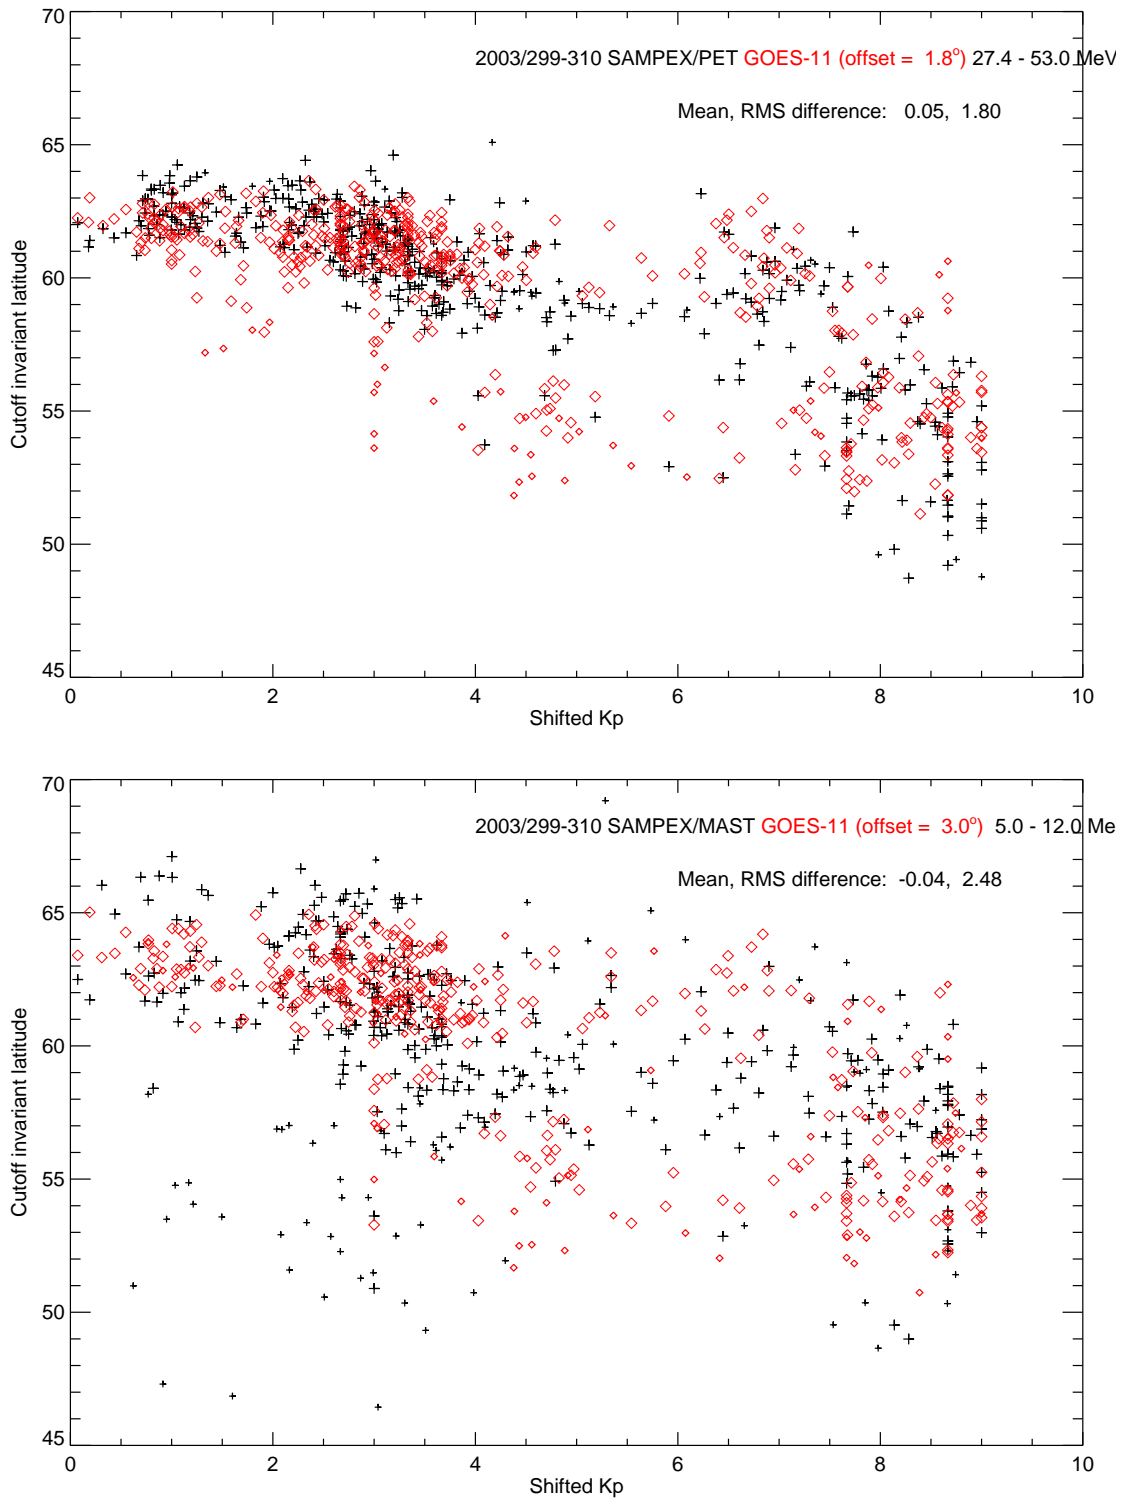 70
2003/299-310 SAMPEX/PET GOES-11 (offset = 1.8°) 27.4 - 53.0 MeV
Mean, RMS difference: 0.05, 1.80
65
60
55
50
45
Cutoff invariant latitude
0 2 4 6 8 10
Shifted Kp
70
2003/299-310 SAMPEX/MAST GOES-11 (offset = 3.0°) 5.0 - 12.0 Me
Mean, RMS difference: -0.04, 2.48
65
60
55
50
45
Cutoff invariant latitude
0 2 4 6 8 10
Shifted Kp